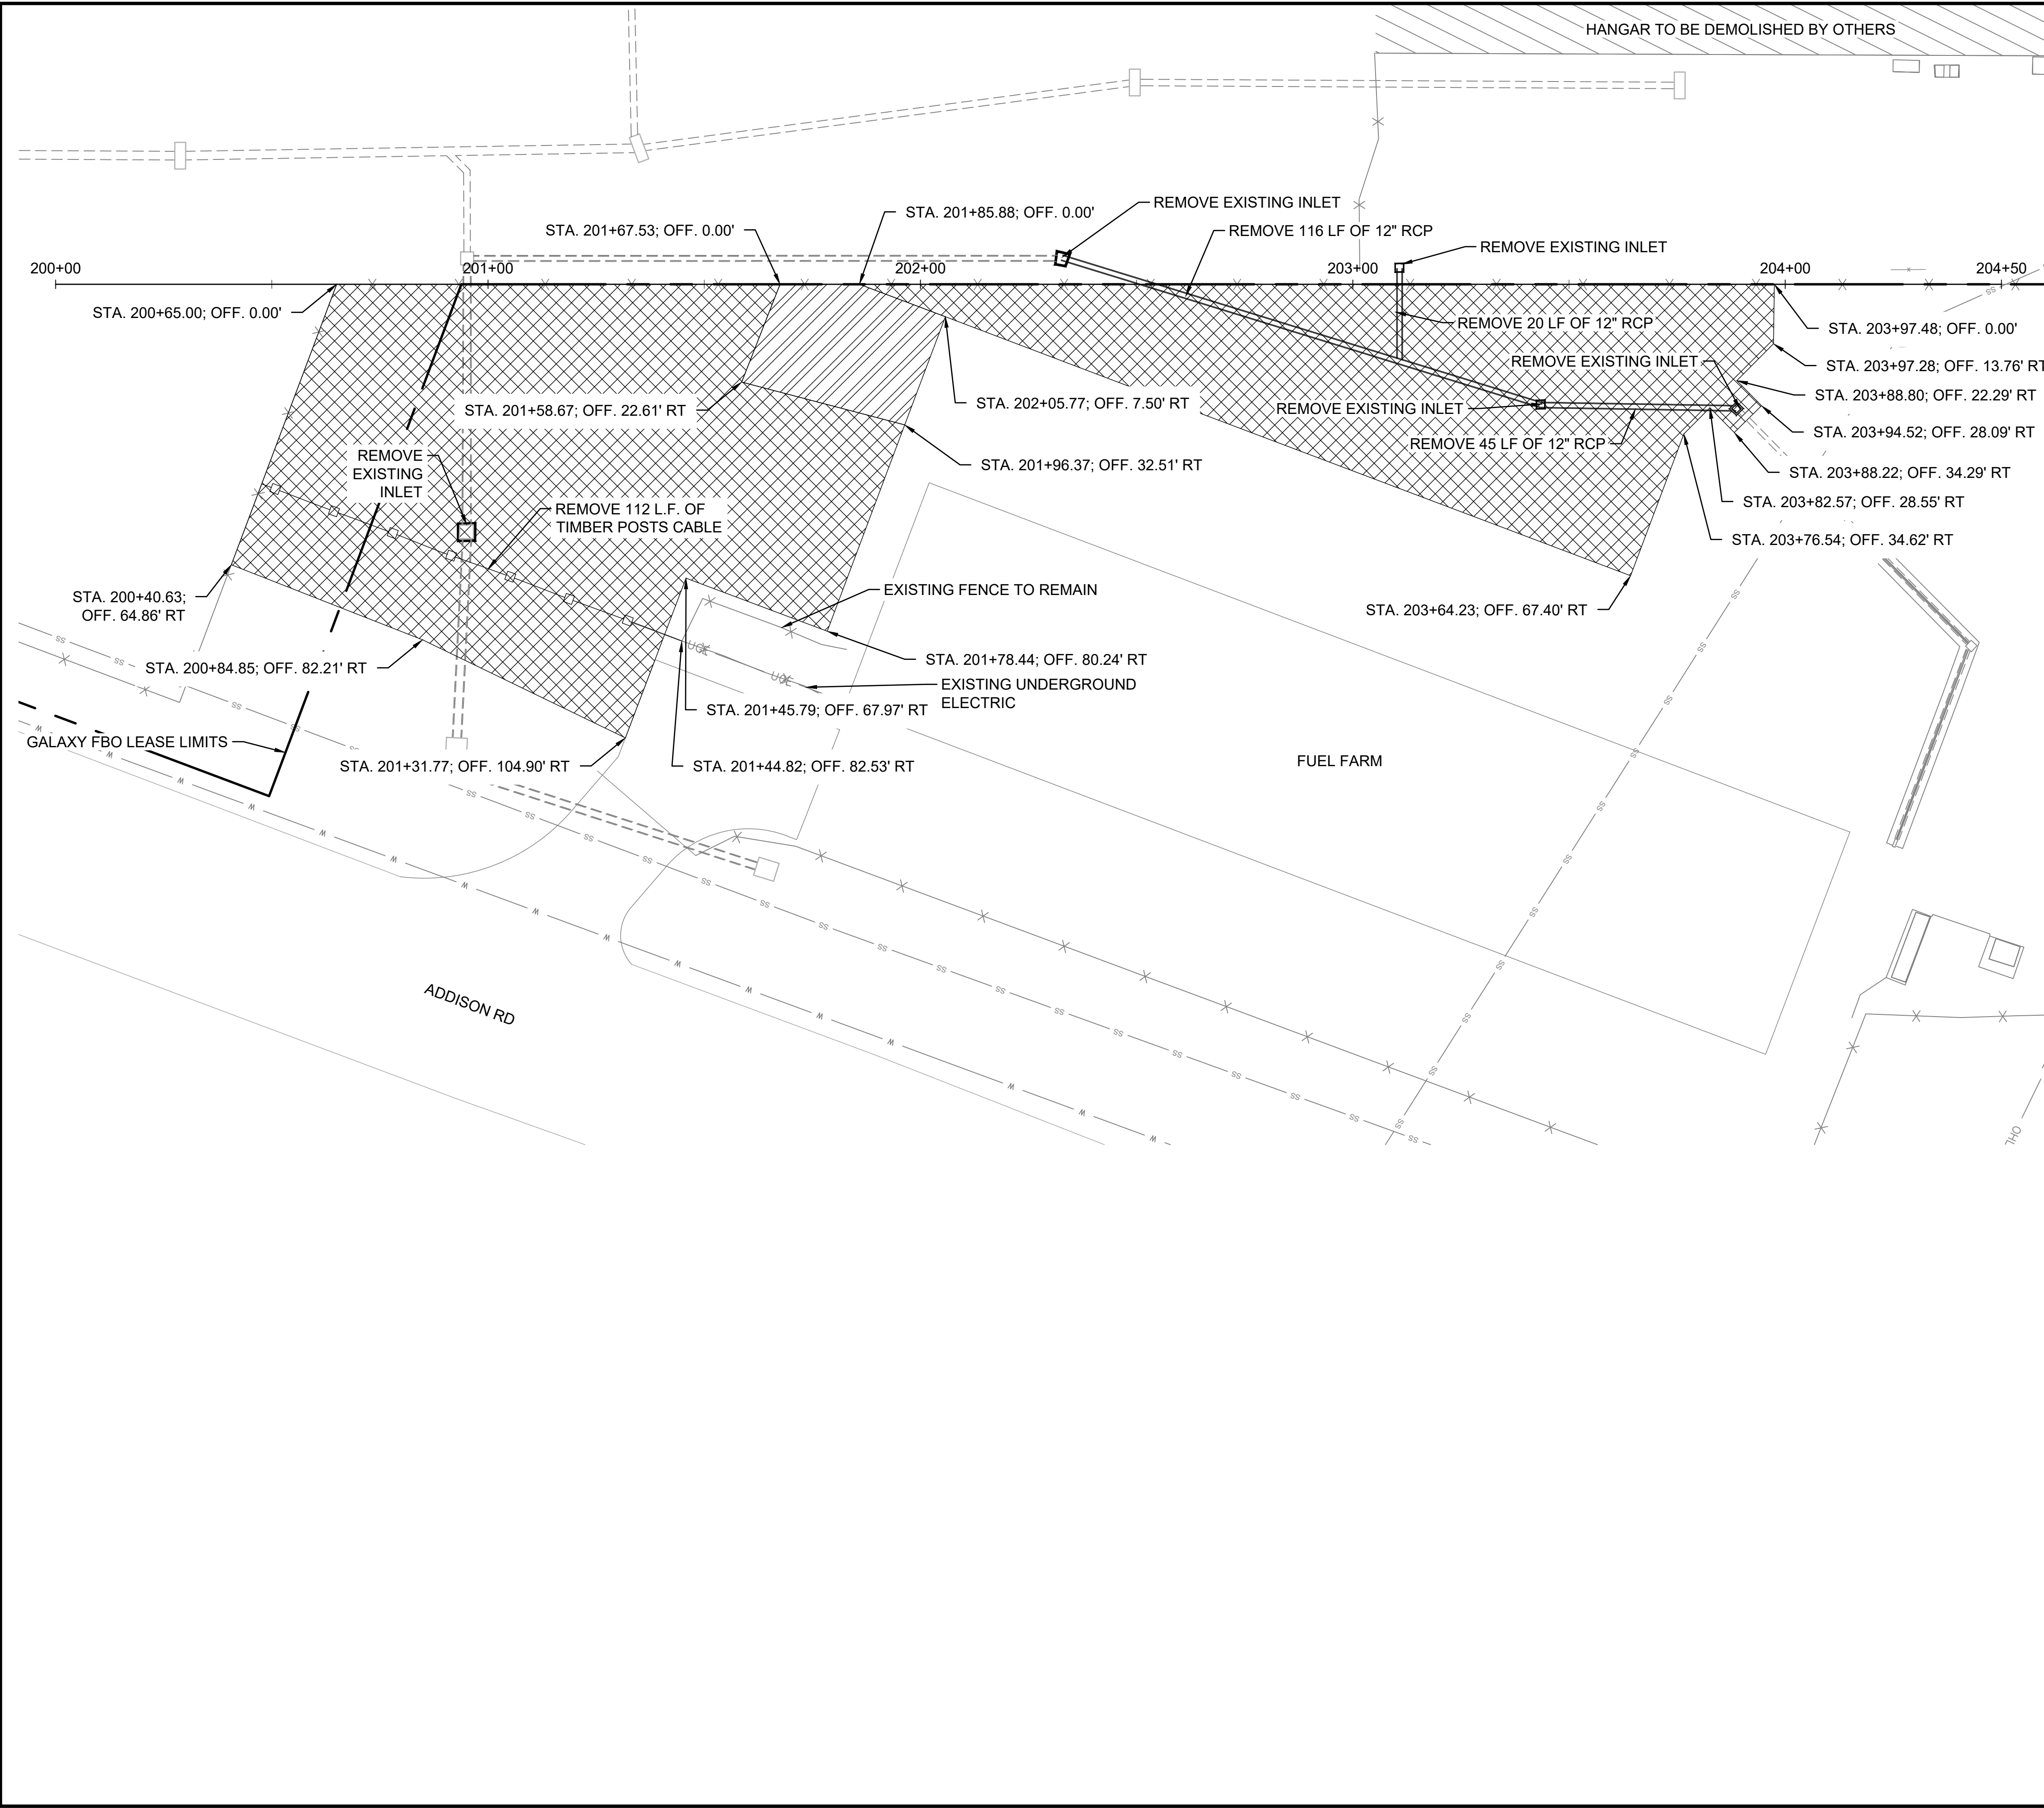 HANGAR TO BE DEMOLISHED BY OTHERS
REMOVE EXISTING INLET
STA. 201+85.88; OFF. 0.00'
STA. 201+67.53; OFF. 0.00'
REMOVE 116 LF OF 12" RCP
REMOVE EXISTING INLET
200+00
201+00
202+00
203+00
204+00
204+50
STA. 200+65.00; OFF. 0.00'
REMOVE 20 LF OF 12" RCP
STA. 203+97.48; OFF. 0.00'
REMOVE EXISTING INLET
STA. 203+97.28; OFF. 13.76' RT
STA. 203+88.80; OFF. 22.29' RT
STA. 201+58.67; OFF. 22.61' RT
STA. 202+05.77; OFF. 7.50' RT
REMOVE EXISTING INLET
STA. 203+94.52; OFF. 28.09' RT
REMOVE 45 LF OF 12" RCP
REMOVE
EXISTING
INLET
STA. 201+96.37; OFF. 32.51' RT
STA. 203+88.22; OFF. 34.29' RT
STA. 203+82.57; OFF. 28.55' RT
REMOVE 112 L.F. OF
TIMBER POSTS CABLE
STA. 203+76.54; OFF. 34.62' RT
EXISTING FENCE TO REMAIN
STA. 200+40.63;
OFF. 64.86' RT
STA. 203+64.23; OFF. 67.40' RT
UGE
UGE
STA. 200+84.85; OFF. 82.21' RT
STA. 201+78.44; OFF. 80.24' RT
EXISTING UNDERGROUND
ELECTRIC
STA. 201+45.79; OFF. 67.97' RT
GALAXY FBO LEASE LIMITS
STA. 201+31.77; OFF. 104.90' RT
STA. 201+44.82; OFF. 82.53' RT
FUEL FARM
ADDISON RD
OHL